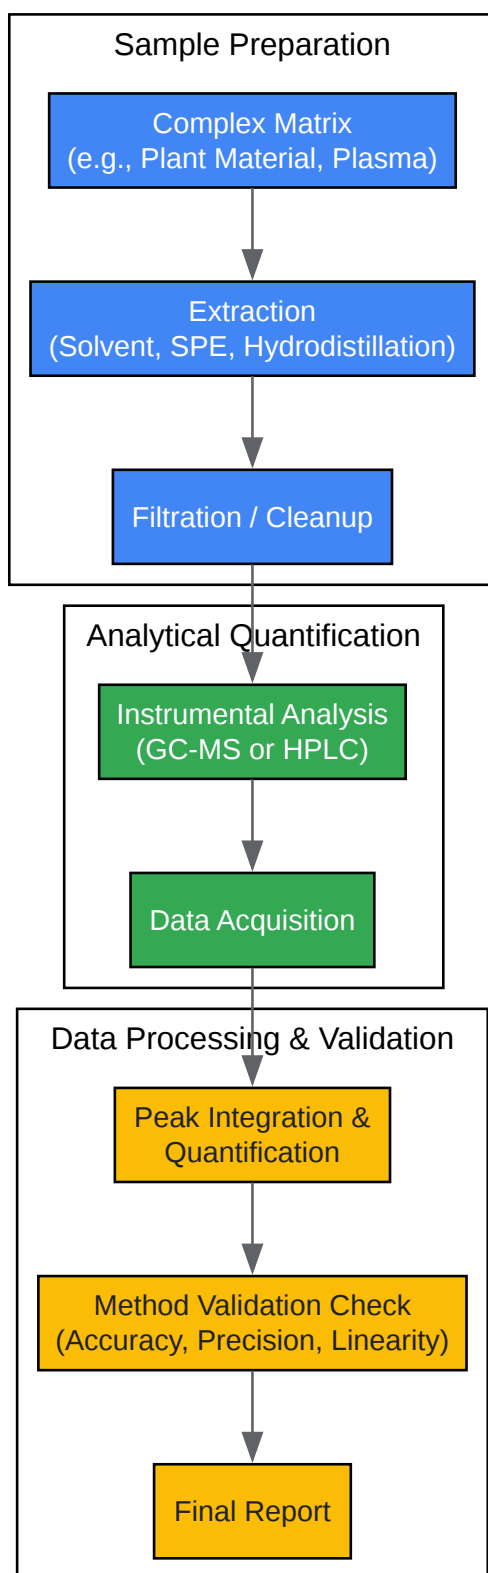 Sample Preparation
Complex Matrix
(e.g., Plant Material, Plasma)
Extraction
(Solvent, SPE, Hydrodistillation)
Filtration / Cleanup
Analytical Quantification
Instrumental Analysis
(GC-MS or HPLC)
Data Acquisition
Data Processing & Validation
Peak Integration &
Quantification
Method Validation Check
(Accuracy, Precision, Linearity)
Final Report